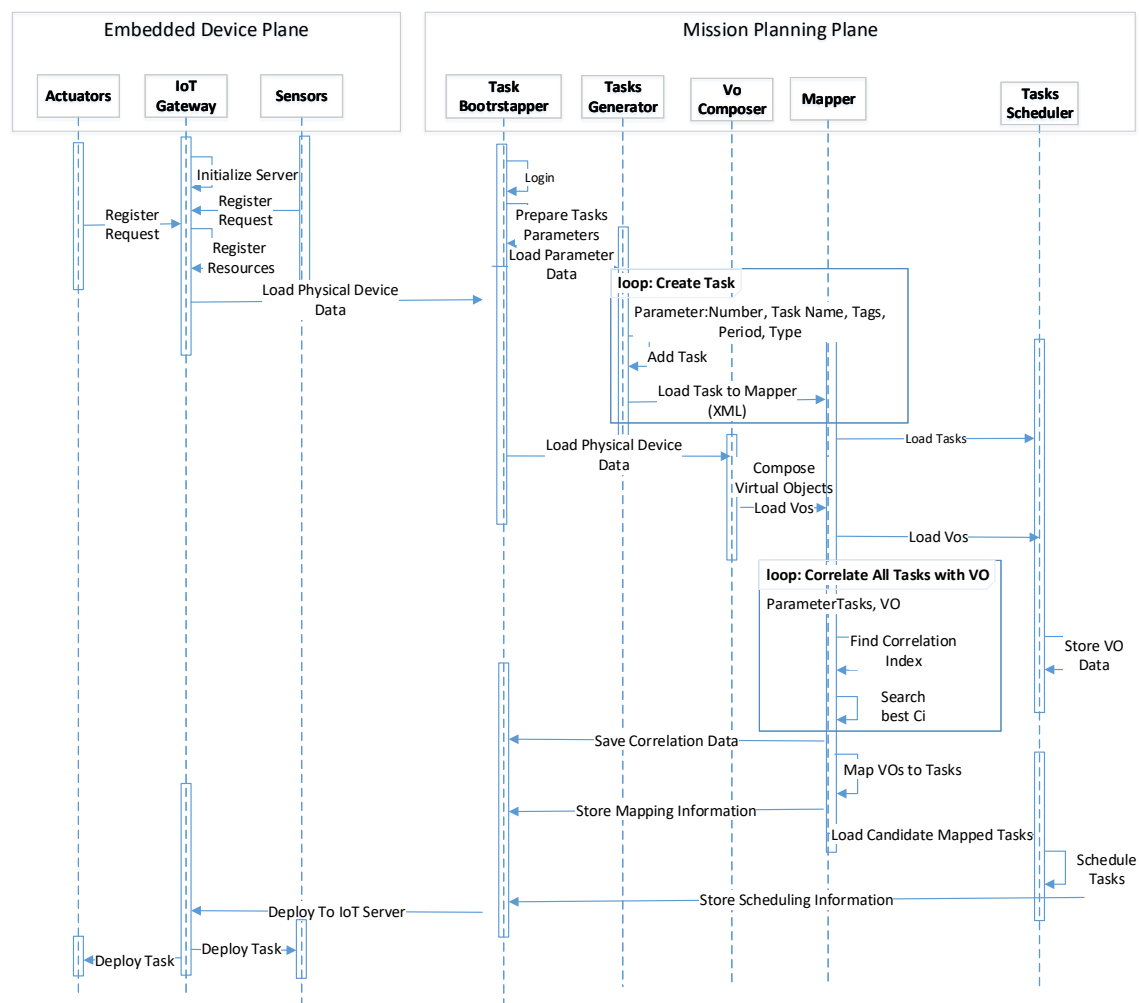 Embedded Device Plane
Mission Planning Plane
Actuators
IoT
Gateway
Sensors
Task
Bootrstapper
Tasks
Generator
Vo
Composer
Mapper
Tasks
Scheduler
Initialize Server
Login
Register
Request
Register
Request
Prepare Tasks
Parameters
Register
Resources
Load Parameter
Data
loop: Create Task
Load Physical Device
Data
Parameter:Number, Task Name, Tags,
Period, Type
Add Task
Load Task to Mapper
(XML)
Load Tasks
Load Physical Device
Data
Compose
Virtual Objects
Load Vos
Load Vos
loop: Correlate All Tasks with VO
ParameterTasks, VO
Find Correlation
Index
Store VO
Data
Search
best Ci
Save Correlation Data
Map VOs to Tasks
Store Mapping Information
Load Candidate Mapped Tasks
Schedule
Tasks
Store Scheduling Information
Deploy To IoT Server
Deploy Task
Deploy Task